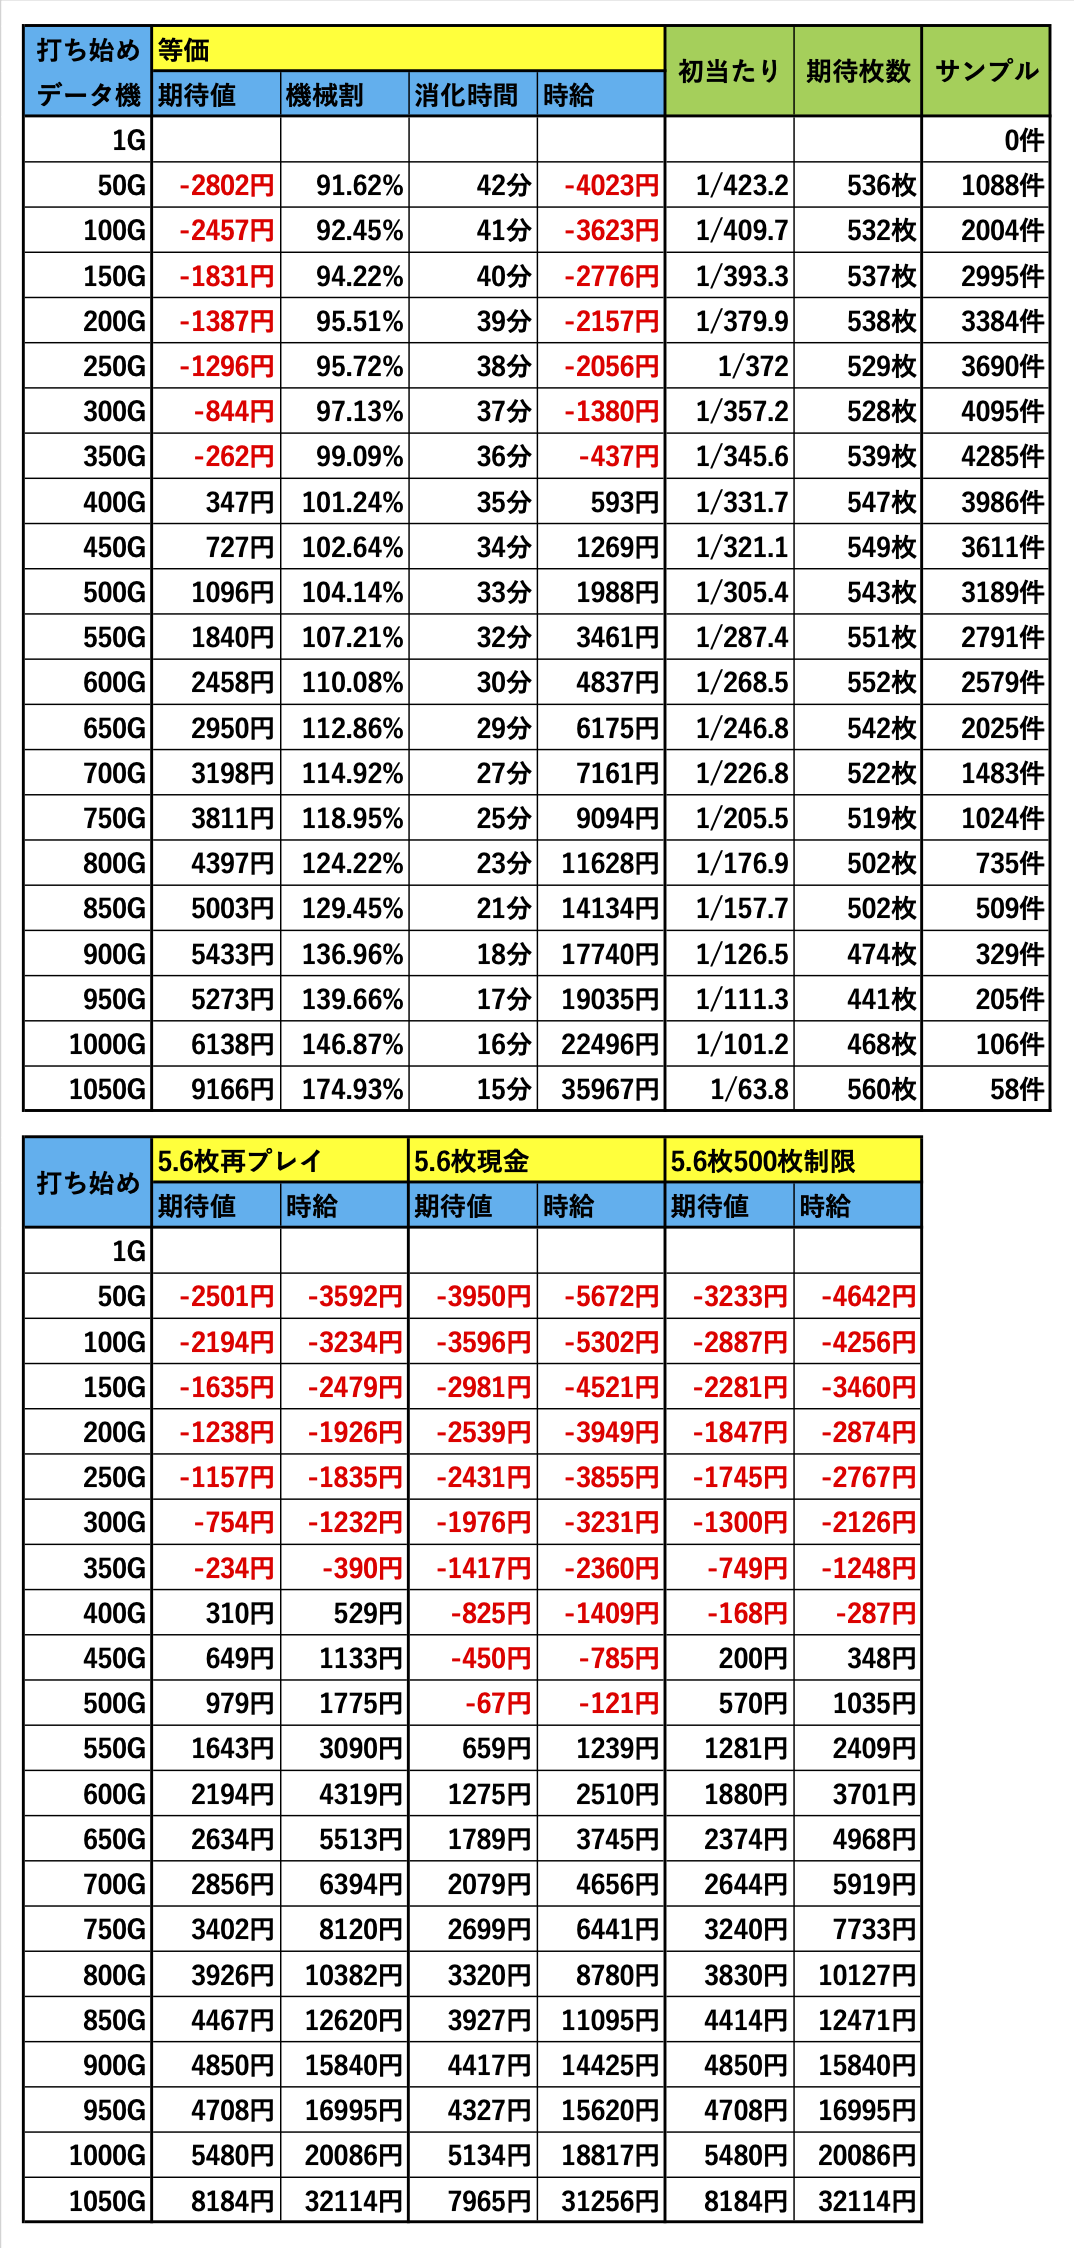 打ち始め 等価 初当たり 期待枚数 サンプル
データ機 期待値 機械割 消化時間 時給
1G 0件
50G -2802円 91.62% 42分 -4023円 1/423.2 536枚 1088件
100G -2457円 92.45% 41分 -3623円 1/409.7 532枚 2004件
150G -1831円 94.22% 40分 -2776円 1/393.3 537枚 2995件
200G -1387円 95.51% 39分 -2157円 1/379.9 538枚 3384件
250G -1296円 95.72% 38分 -2056円 1/372 529枚 3690件
300G -844円 97.13% 37分 -1380円 1/357.2 528枚 4095件
350G -262円 99.09% 36分 -437円 1/345.6 539枚 4285件
400G 347円 101.24% 35分 593円 1/331.7 547枚 3986件
450G 727円 102.64% 34分 1269円 1/321.1 549枚 3611件
500G 1096円 104.14% 33分 1988円 1/305.4 543枚 3189件
550G 1840円 107.21% 32分 3461円 1/287.4 551枚 2791件
600G 2458円 110.08% 30分 4837円 1/268.5 552枚 2579件
650G 2950円 112.86% 29分 6175円 1/246.8 542枚 2025件
700G 3198円 114.92% 27分 7161円 1/226.8 522枚 1483件
750G 3811円 118.95% 25分 9094円 1/205.5 519枚 1024件
800G 4397円 124.22% 23分 11628円 1/176.9 502枚 735件
850G 5003円 129.45% 21分 14134円 1/157.7 502枚 509件
900G 5433円 136.96% 18分 17740円 1/126.5 474枚 329件
950G 5273円 139.66% 17分 19035円 1/111.3 441枚 205件
1000G 6138円 146.87% 16分 22496円 1/101.2 468枚 106件
1050G 9166円 174.93% 15分 35967円 1/63.8 560枚 58件
打ち始め 5.6枚再プレイ 5.6枚現金 5.6枚500枚制限
期待値 時給 期待値 時給 期待値 時給
1G
50G -2501円 -3592円 -3950円 -5672円 -3233円 -4642円
100G -2194円 -3234円 -3596円 -5302円 -2887円 -4256円
150G -1635円 -2479円 -2981円 -4521円 -2281円 -3460円
200G -1238円 -1926円 -2539円 -3949円 -1847円 -2874円
250G -1157円 -1835円 -2431円 -3855円 -1745円 -2767円
300G -754円 -1232円 -1976円 -3231円 -1300円 -2126円
350G -234円 -390円 -1417円 -2360円 -749円 -1248円
400G 310円 529円 -825円 -1409円 -168円 -287円
450G 649円 1133円 -450円 -785円 200円 348円
500G 979円 1775円 -67円 -121円 570円 1035円
550G 1643円 3090円 659円 1239円 1281円 2409円
600G 2194円 4319円 1275円 2510円 1880円 3701円
650G 2634円 5513円 1789円 3745円 2374円 4968円
700G 2856円 6394円 2079円 4656円 2644円 5919円
750G 3402円 8120円 2699円 6441円 3240円 7733円
800G 3926円 10382円 3320円 8780円 3830円 10127円
850G 4467円 12620円 3927円 11095円 4414円 12471円
900G 4850円 15840円 4417円 14425円 4850円 15840円
950G 4708円 16995円 4327円 15620円 4708円 16995円
1000G 5480円 20086円 5134円 18817円 5480円 20086円
1050G 8184円 32114円 7965円 31256円 8184円 32114円